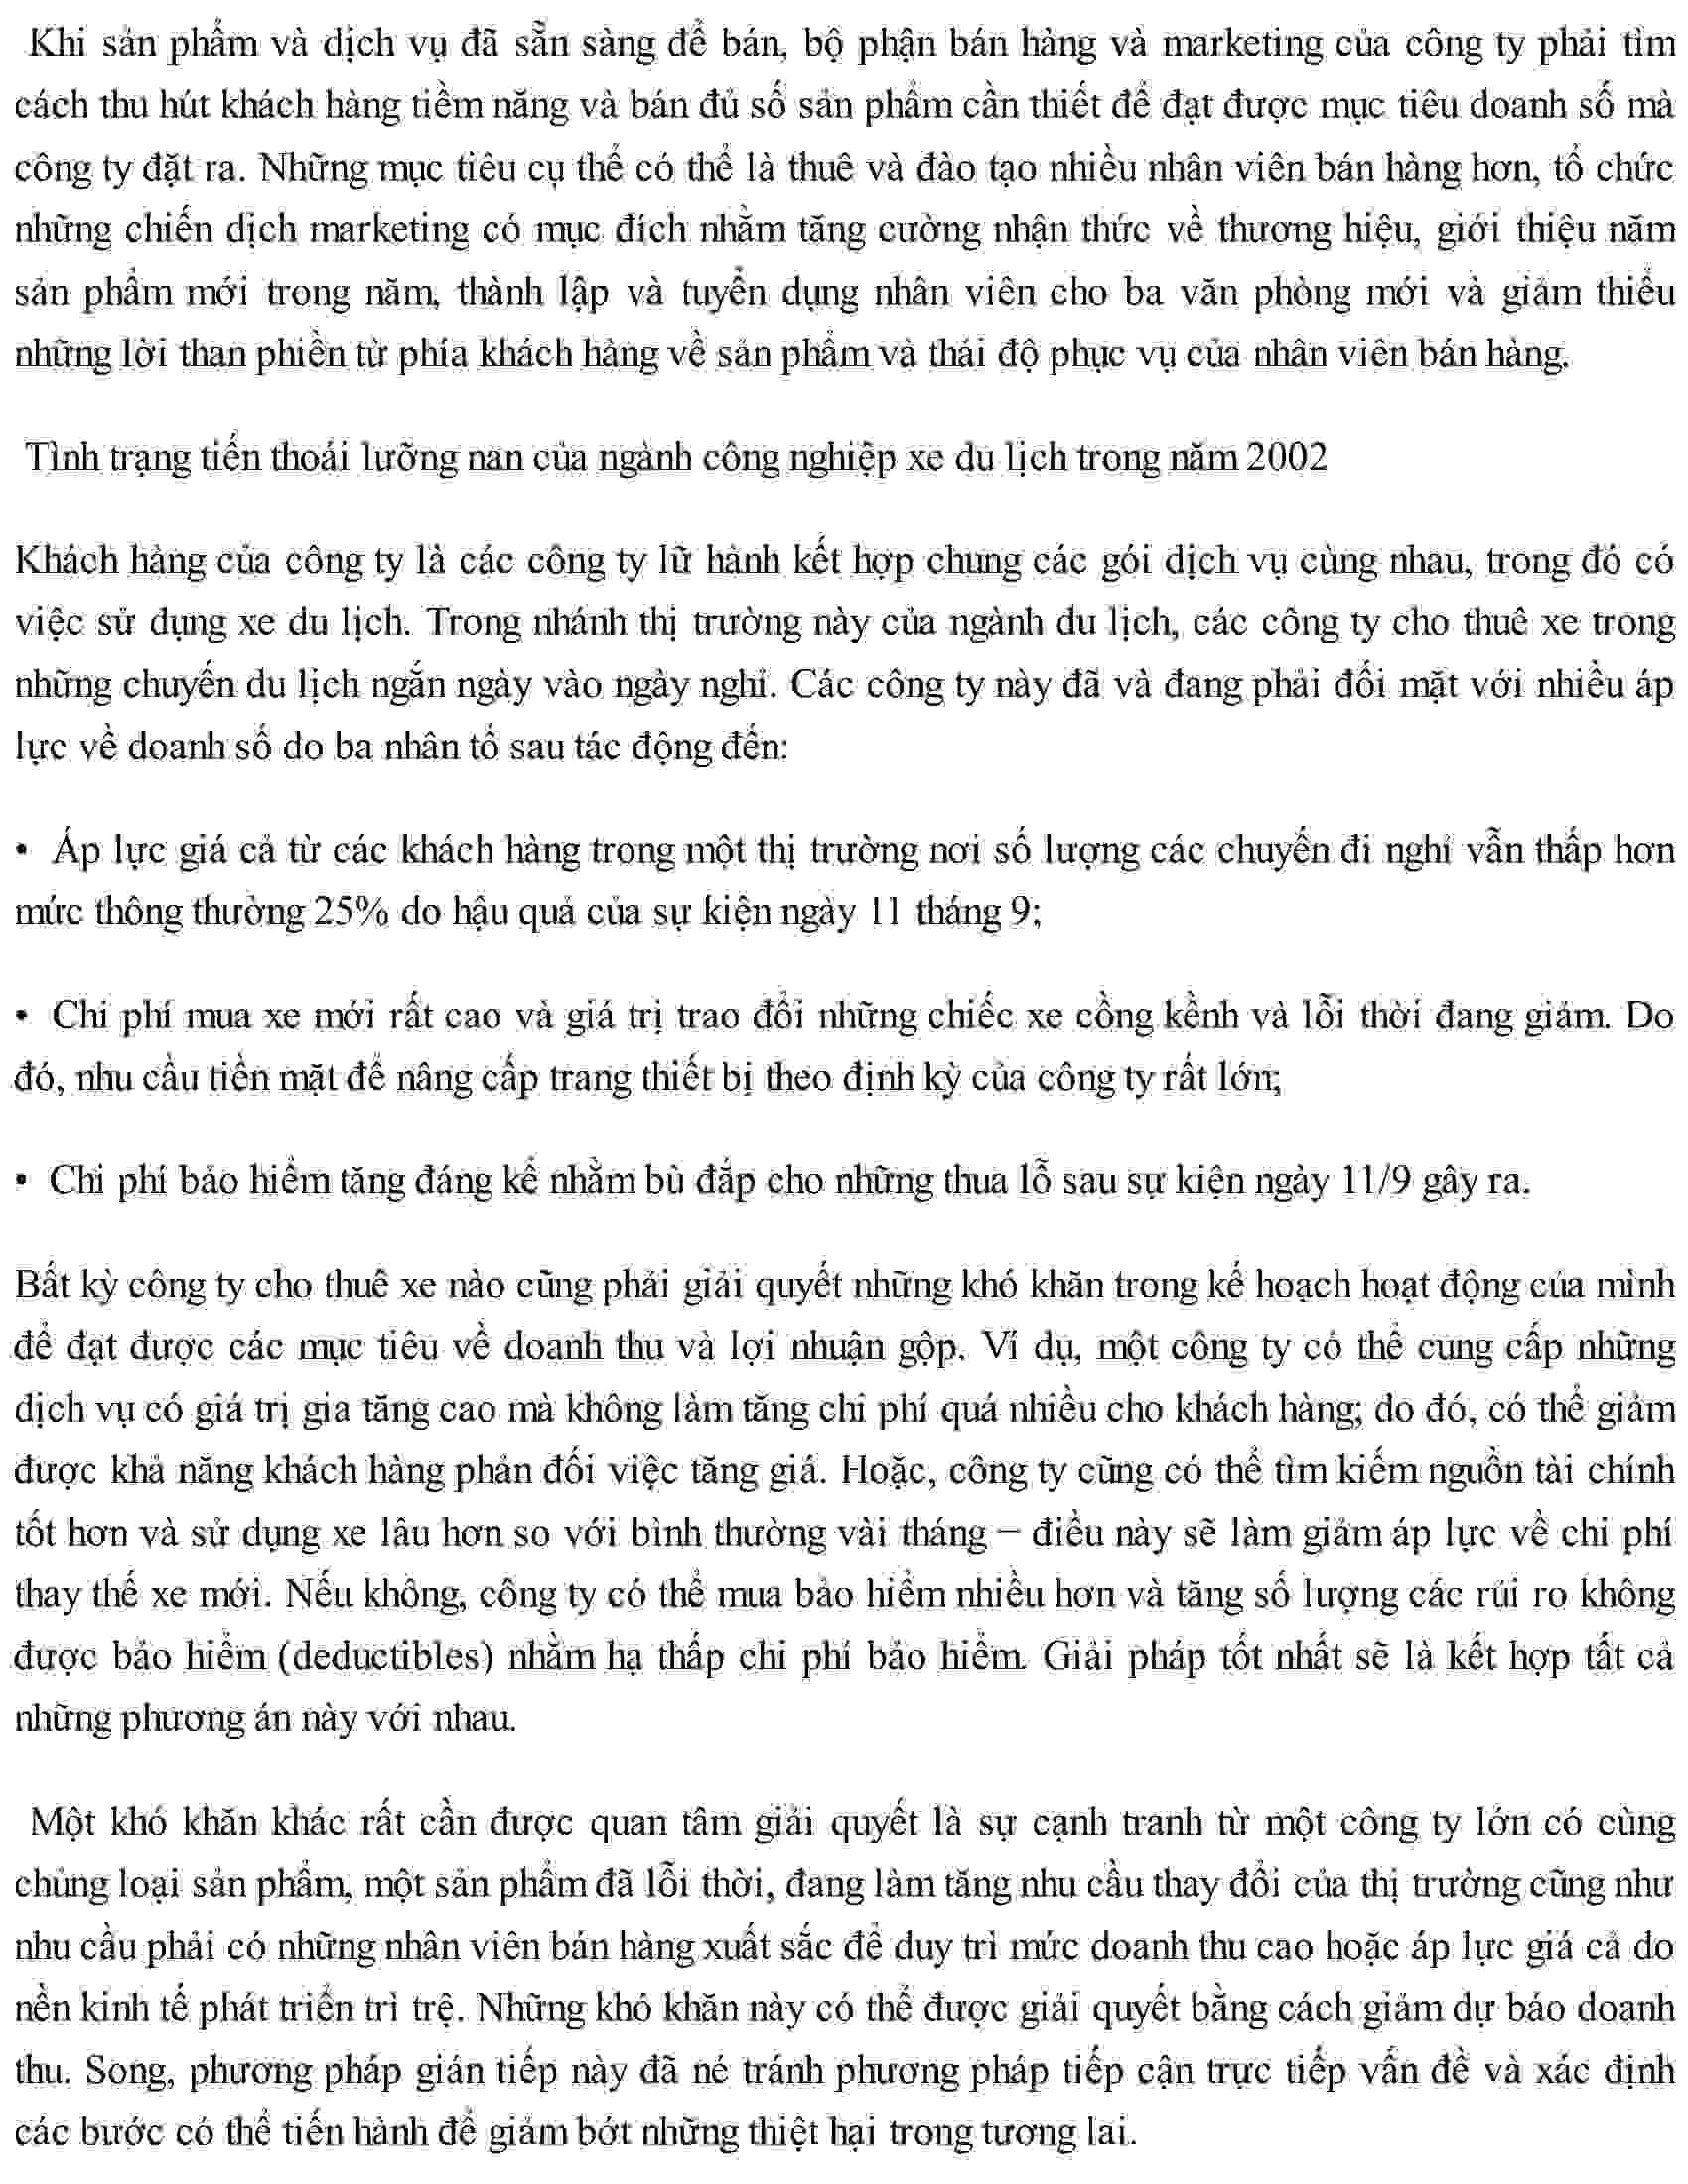 Khi sản phẩm và dịch vụ đã sẵn sàng để bán, bộ phận bán hàng và marketing của công ty phải tìm
cách thu hút khách hàng tiềm năng và bán đủ số sản phẩm cần thiết để đạt được mục tiêu doanh số mà
công ty đặt ra. Những mục tiêu cụ thể có thể là thuê và đào tạo nhiều nhân viên bán hàng hơn, tổ chức
những chiến dịch marketing có mục đích nhằm tăng cường nhận thức về thương hiệu, giới thiệu năm
sản phẩm mới trong năm, thành lập và tuyển dụng nhân viên cho ba văn phòng mới và giảm thiểu
những lời than phiền từ phía khách hàng về sản phẩm và thái độ phục vụ của nhân viên bán hàng.
Tình trạng tiến thoái lưỡng nan của ngành công nghiệp xe du lịch trong năm 2002
Khách hàng của công ty là các công ty lữ hành kết hợp chung các gói dịch vụ cùng nhau, trong đó có
việc sử dụng xe du lịch. Trong nhánh thị trường này của ngành du lịch, các công ty cho thuê xe trong
những chuyến du lịch ngắn ngày vào ngày nghỉ. Các công ty này đã và đang phải đối mặt với nhiều áp
lực về doanh số do ba nhân tố sau tác động đến:
• Áp lực giá cả từ các khách hàng trong một thị trường nơi số lượng các chuyến đi nghỉ vẫn thấp hơn
mức thông thường 25% do hậu quả của sự kiện ngày 11 tháng 9;
• Chi phí mua xe mới rất cao và giá trị trao đổi những chiếc xe cồng kềnh và lỗi thời đang giảm. Do
đó, nhu cầu tiền mặt để nâng cấp trang thiết bị theo định kỳ của công ty rất lớn;
• Chi phí bảo hiểm tăng đáng kể nhằm bù đắp cho những thua lỗ sau sự kiện ngày 11/9 gây ra.
Bất kỳ công ty cho thuê xe nào cũng phải giải quyết những khó khăn trong kế hoạch hoạt động của mình
để đạt được các mục tiêu về doanh thu và lợi nhuận gộp. Ví dụ, một công ty có thể cung cấp những
dịch vụ có giá trị gia tăng cao mà không làm tăng chi phí quá nhiều cho khách hàng; do đó, có thể giảm
được khả năng khách hàng phản đối việc tăng giá. Hoặc, công ty cũng có thể tìm kiếm nguồn tài chính
tốt hơn và sử dụng xe lâu hơn so với bình thường vài tháng – điều này sẽ làm giảm áp lực về chi phí
thay thế xe mới. Nếu không, công ty có thể mua bảo hiểm nhiều hơn và tăng số lượng các rủi ro không
được bảo hiểm (deductibles) nhằm hạ thấp chi phí bảo hiểm. Giải pháp tốt nhất sẽ là kết hợp tất cả
những phương án này với nhau.
Một khó khăn khác rất cần được quan tâm giải quyết là sự cạnh tranh từ một công ty lớn có cùng
chủng loại sản phẩm, một sản phẩm đã lỗi thời, đang làm tăng nhu cầu thay đổi của thị trường cũng như
nhu cầu phải có những nhân viên bán hàng xuất sắc để duy trì mức doanh thu cao hoặc áp lực giá cả do
nền kinh tế phát triển trì trệ. Những khó khăn này có thể được giải quyết bằng cách giảm dự báo doanh
thu. Song, phương pháp gián tiếp này đã né tránh phương pháp tiếp cận trực tiếp vấn đề và xác định
các bước có thể tiến hành để giảm bớt những thiệt hại trong tương lai.